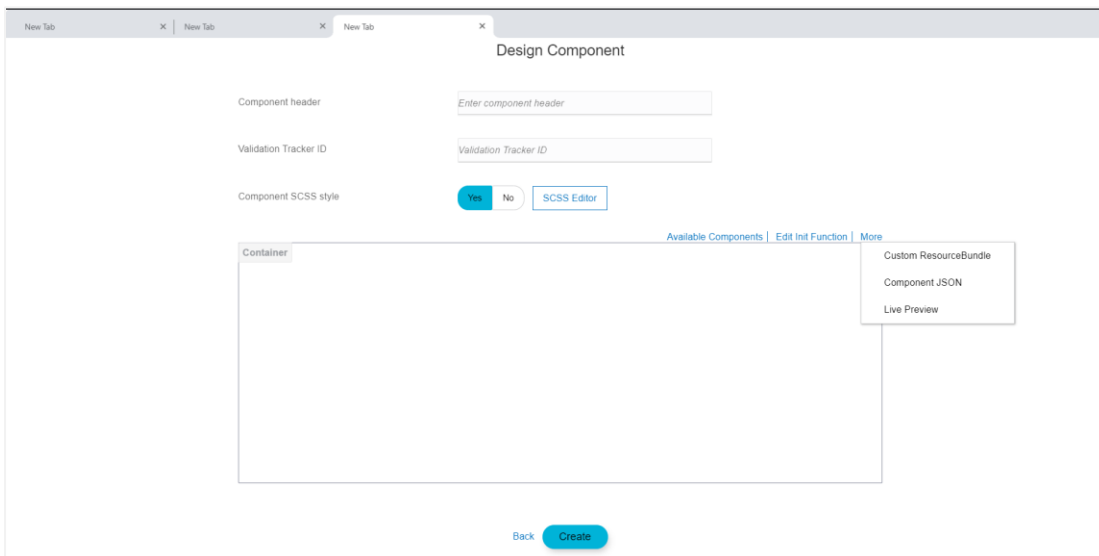 New Tab New Tab New Tab
Design Component
Component header Enter component header
Validation Tracker ID Validation Tracker ID
Component SCSS style Yes No SCSS Editor
Available Components | Edit Init Function | More
Container
Custom ResourceBundle
Component JSON
Live Preview
Back Create